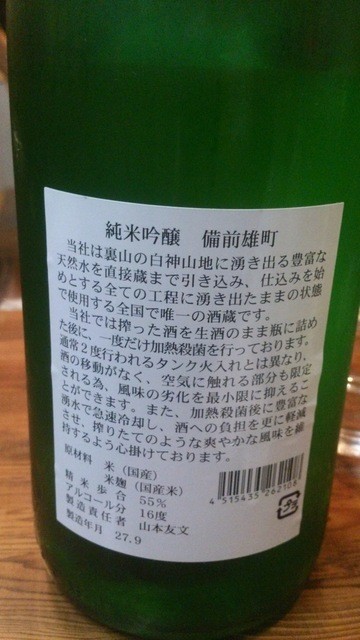 純米吟醸 備前雄町
当社は裏山の白神山地に湧き出る豊富な
天然水を直接蔵まで引き込み、仕込を始
めとする全ての工程に湧き出たままの状態
で使用する全国で唯一の酒蔵です。
当社では搾った酒を生酒のまま瓶に詰め
た後に、一度だけ加熱殺菌を行っております。
通常2度行われるタンク火入れとは異なり、
酒の移動がなく、空気に触れる部分も限定
される為、風味の劣化を最小限に抑えるこ
とができます。また、加熱殺菌後に豊富な
湧水で急速冷却し、酒への負担を更に軽減
させ、搾りたてのような爽やかな風味を維
持するよう心掛けております。
原材料 米(国産)
米麹(国産米)
精米歩合 55%
アルコール分 16度
製造責任者 山本友文
製造年月 27.9
4 515435 262108